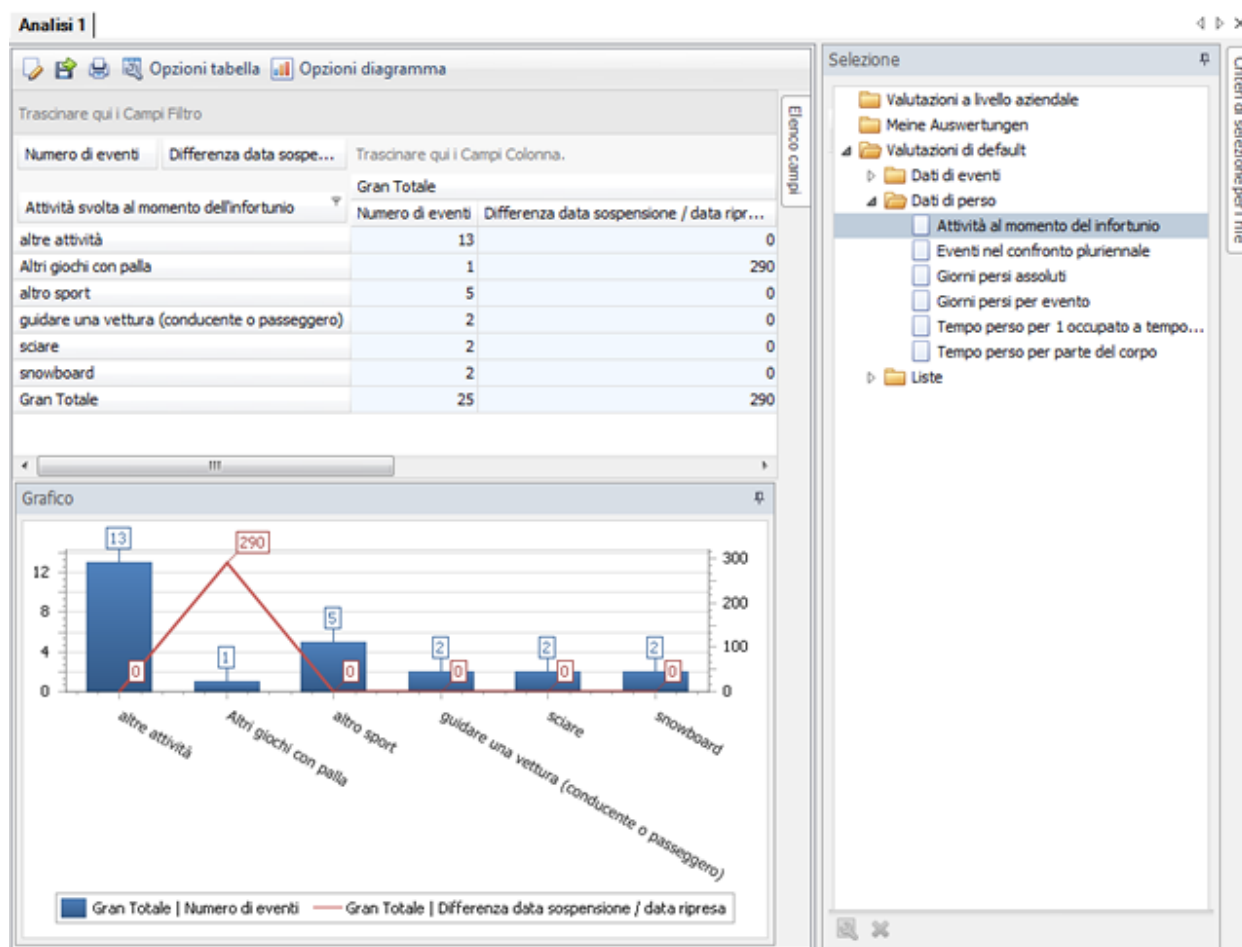 Analisi 1
Opzioni tabella Opzioni diagramma
Trascinare qui i Campi Filtro
Numero di eventi Differenza data sospe... Trascinare qui i Campi Colonna.
Gran Totale
Attività svolta al momento dell'infortunio Numero di eventi Differenza data sospensione / data ripr...
altre attività 13 0
Altri giochi con palla 1 290
altro sport 5 0
guidare una vettura (conducente o passeggero) 2 0
sciare 2 0
snowboard 2 0
Gran Totale 25 290
Elenco campi
Grafico
13 290 5 1 2 2 2
0 0 0 0 0
12
8
4
0
300
200
100
0
altre attività
Altri giochi con palla
altro sport
guidare una vettura (conducente o passeggero)
sciare
snowboard
Gran Totale | Numero di eventi Gran Totale | Differenza data sospensione / data ripresa
Selezione
Valutazioni a livello aziendale
Meine Auswertungen
Valutazioni di default
Dati di eventi
Dati di perso
Attività al momento del infortunio
Eventi nel confronto pluriennale
Giorni persi assoluti
Giorni persi per evento
Tempo perso per 1 occupato a tempo...
Tempo perso per parte del corpo
Liste
Criteri di selezione per i file